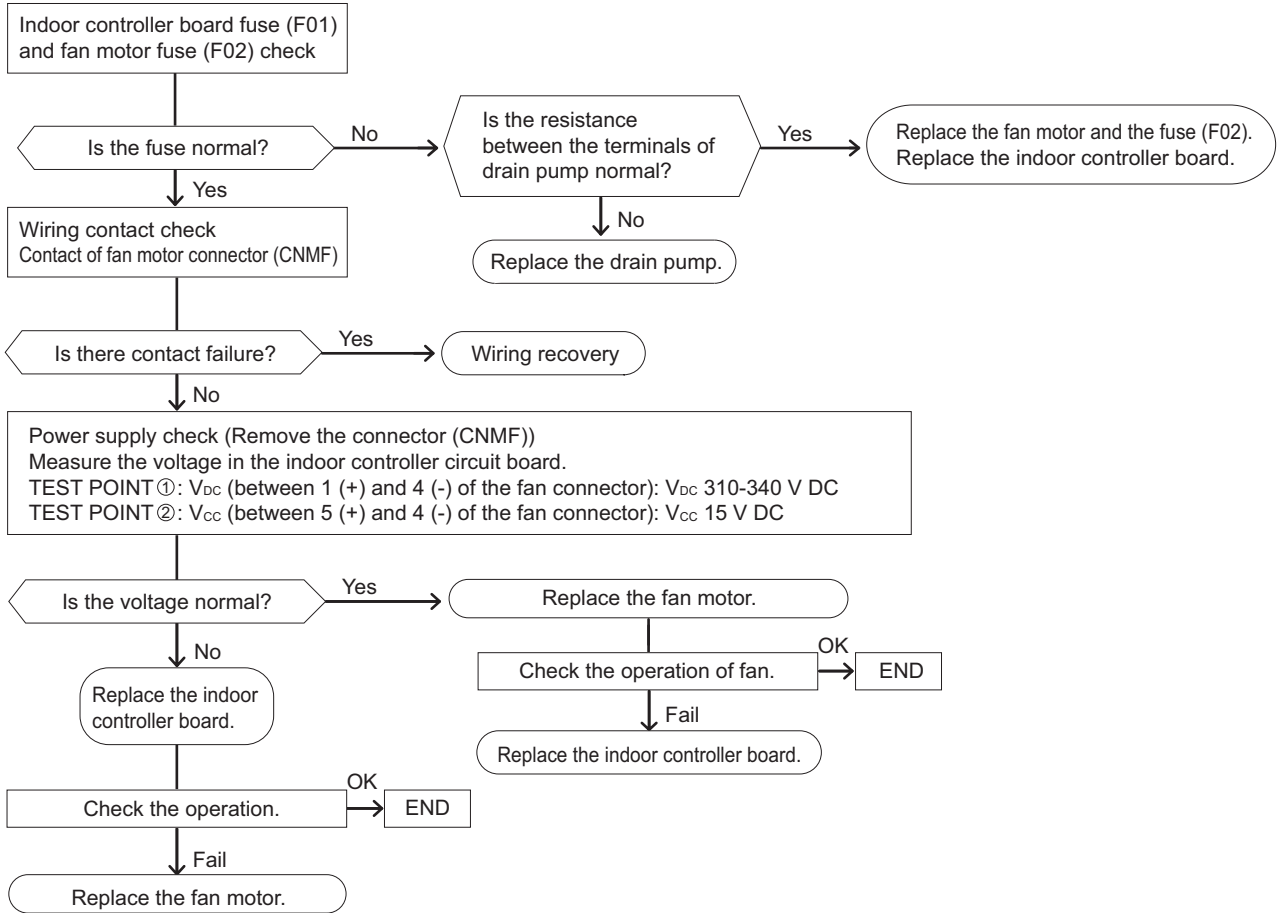 Indoor controller board fuse (F01)
and fan motor fuse (F02) check
Is the fuse normal?
No
Is the resistance
between the terminals of
drain pump normal?
Yes
Replace the fan motor and the fuse (F02).
Replace the indoor controller board.
Yes
No
Wiring contact check
Contact of fan motor connector (CNMF)
Replace the drain pump.
Is there contact failure?
Yes
Wiring recovery
No
Power supply check (Remove the connector (CNMF))
Measure the voltage in the indoor controller circuit board.
TEST POINT①: VDC (between 1 (+) and 4 (-) of the fan connector): VDC 310-340 V DC
TEST POINT②: VCC (between 5 (+) and 4 (-) of the fan connector): VCC 15 V DC
Is the voltage normal?
Yes
Replace the fan motor.
No
Check the operation of fan.
OK
END
Replace the indoor
controller board.
Fail
Replace the indoor controller board.
Check the operation.
OK
END
Fail
Replace the fan motor.